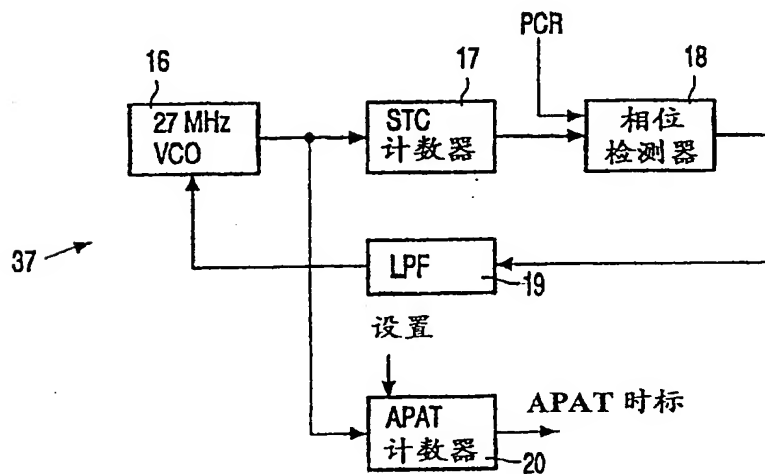 PCR
16
17
18
27 MHz
VCO
STC
计数器
相位
检测器
37
LPF
19
设置
APAT
计数器
APAT 时标
20